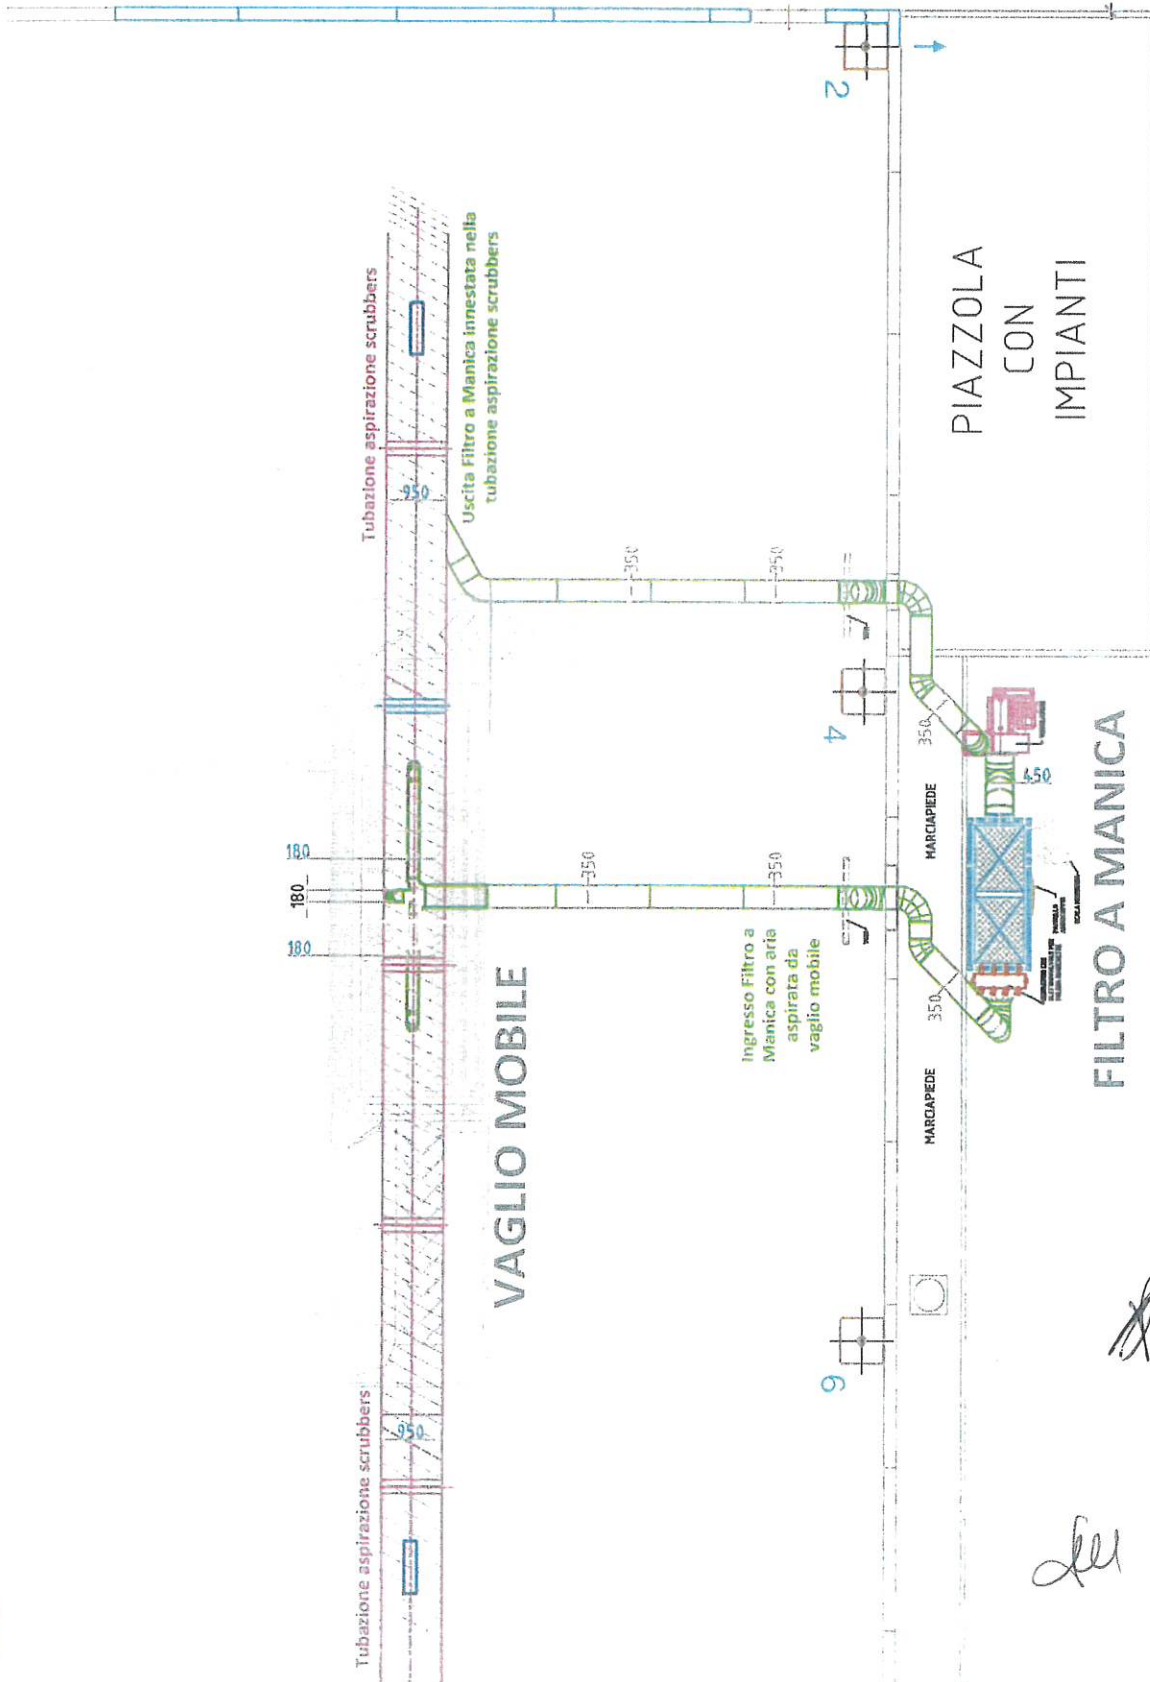 2
Tubazione aspirazione scrubbers
Uscita Filtro a Manica innestata nella
tubazione aspirazione scrubbers
PIAZZOLA
CON
IMPIANTI
950
350
350
4
350
450
MARCIAPIEDE
180
180
180
350
350
Ingresso Filtro a
Manica con aria
aspirata da
vaglio mobile
350
MARCIAPIEDE
VAGLIO MOBILE
FILTRO A MANICA
6
950
Tubazione aspirazione scrubbers